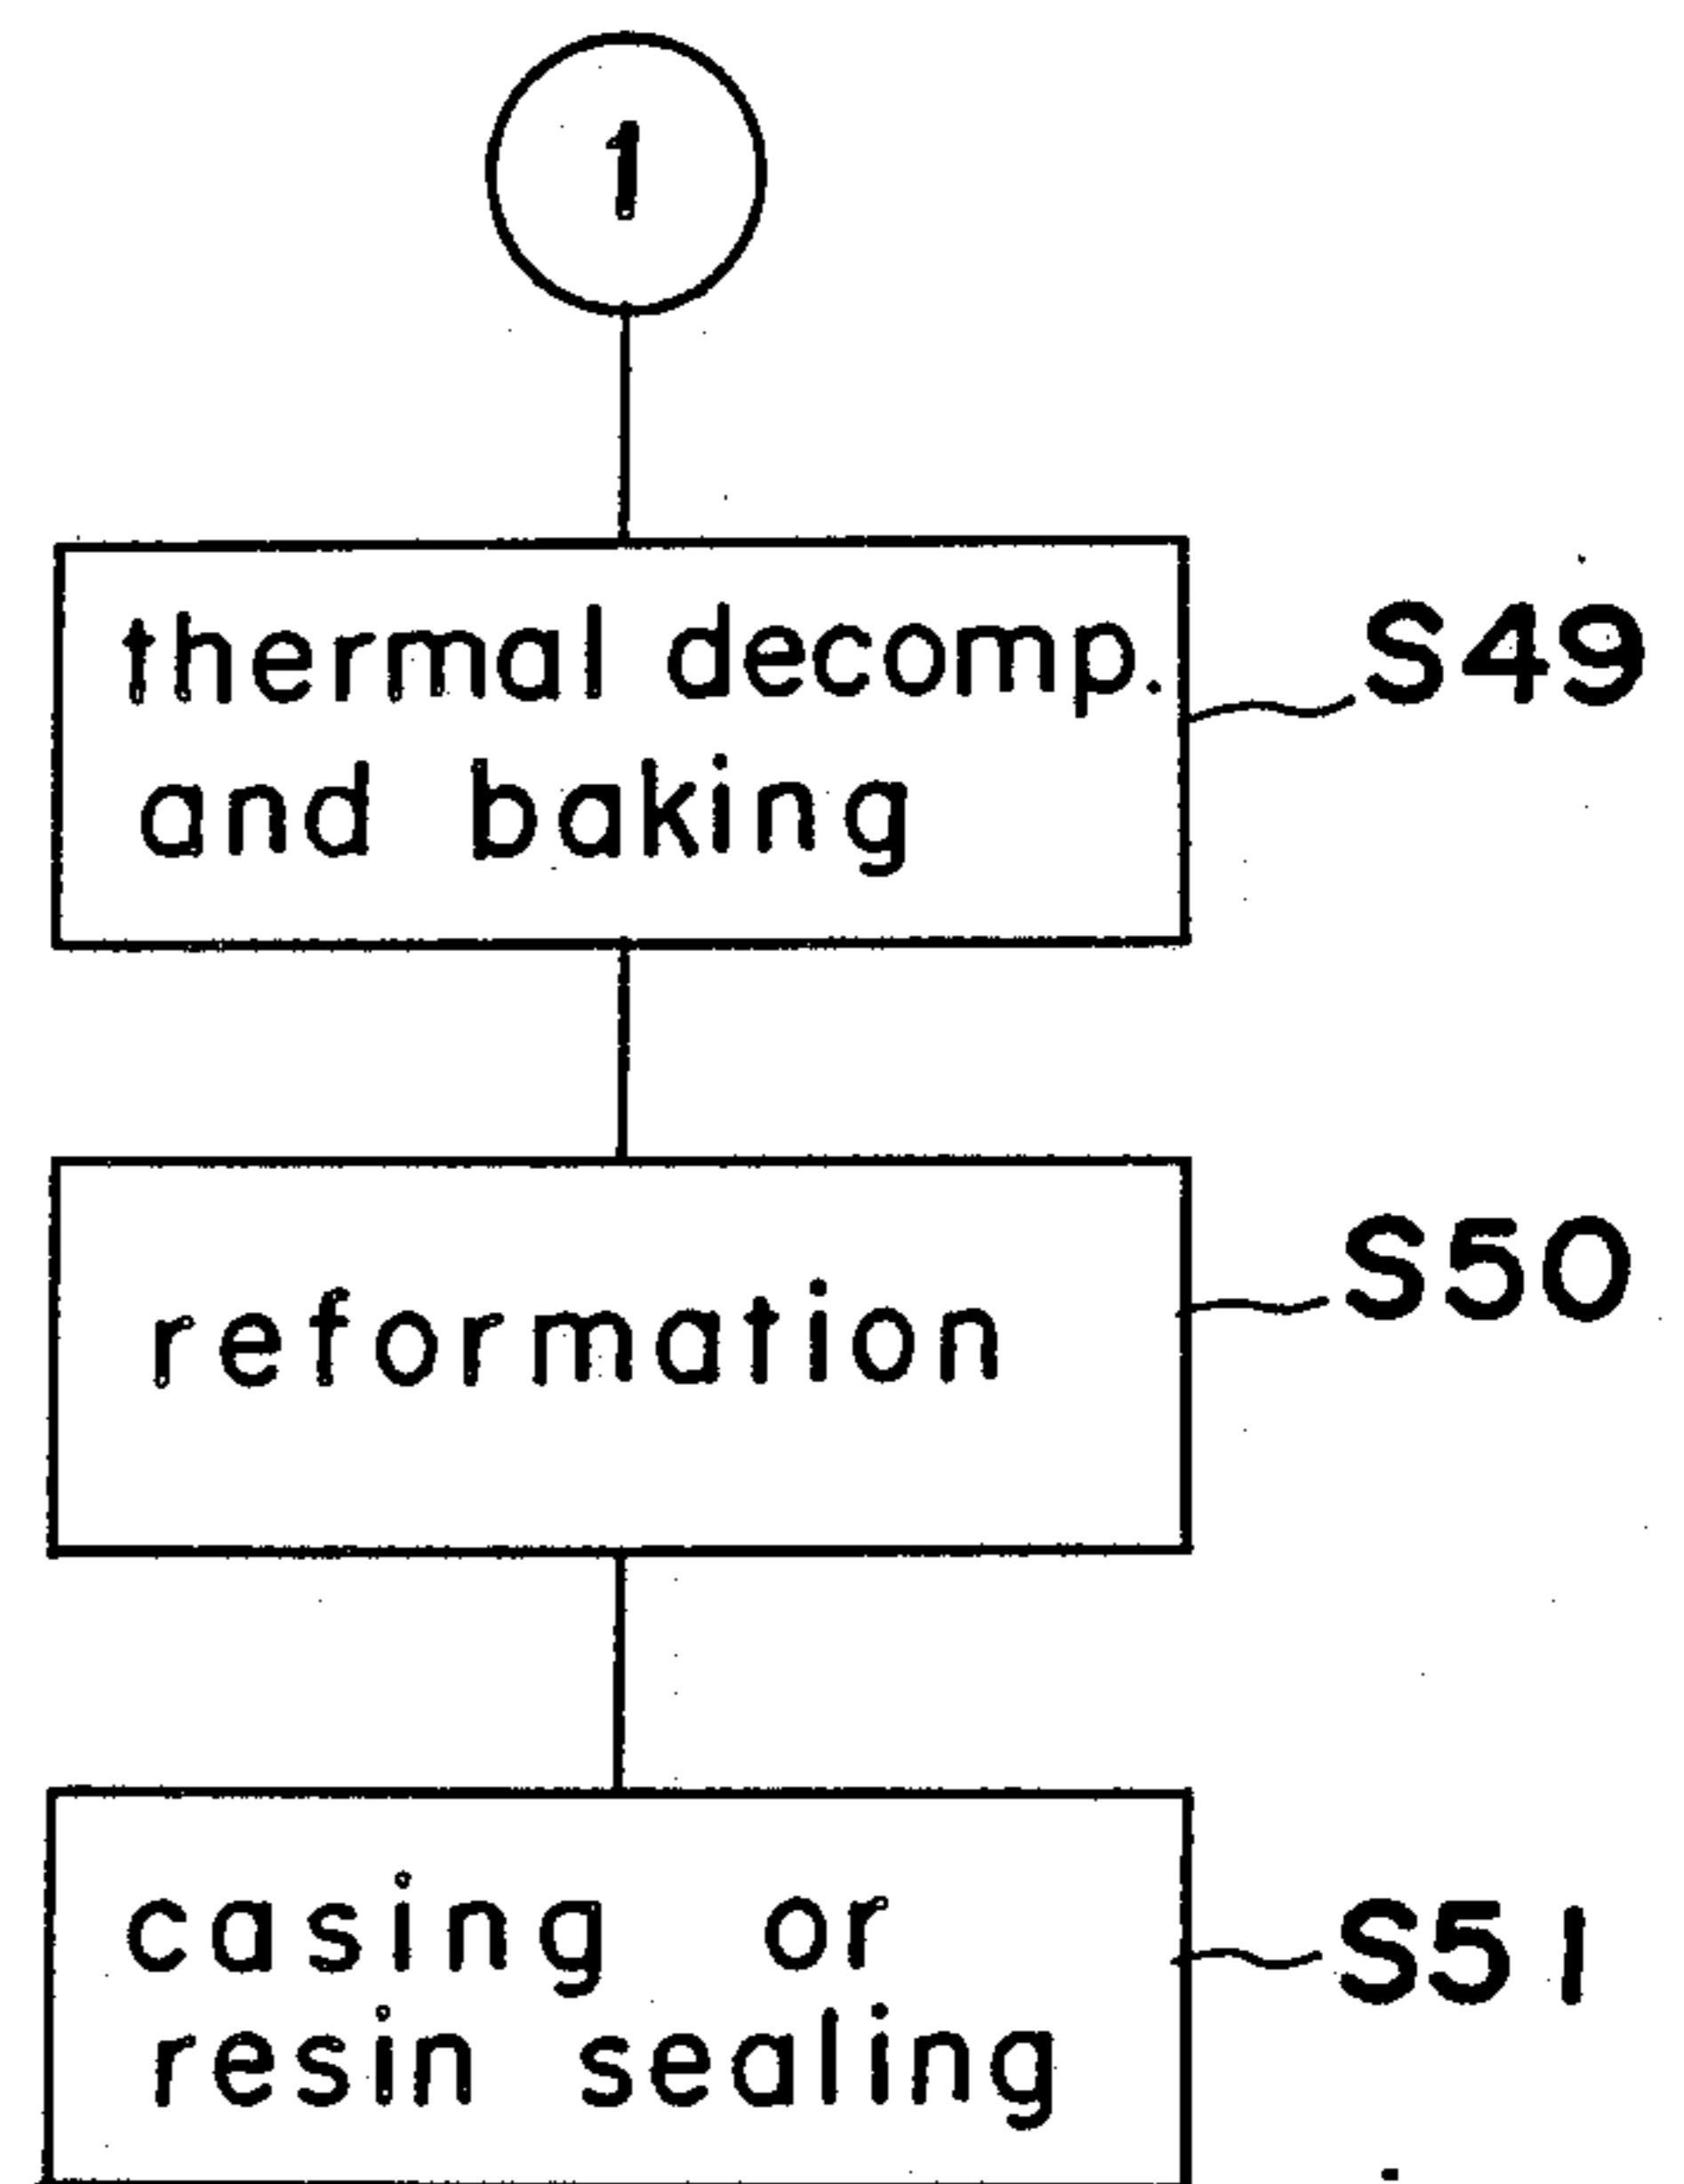 1
thermal decomp.
and baking
S49
reformation
S50
casing or
resin sealing
S51